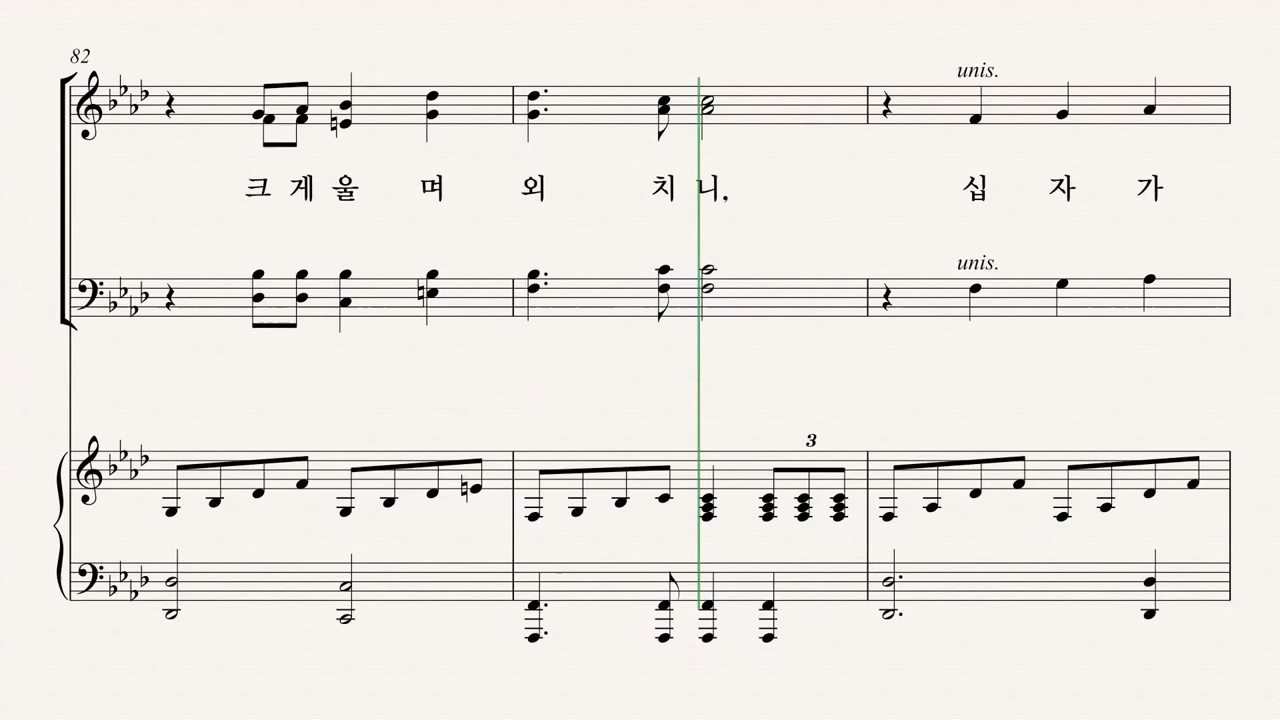 82
unis.
크 게 울 며 외 치 니, 십 자 가
unis.
3